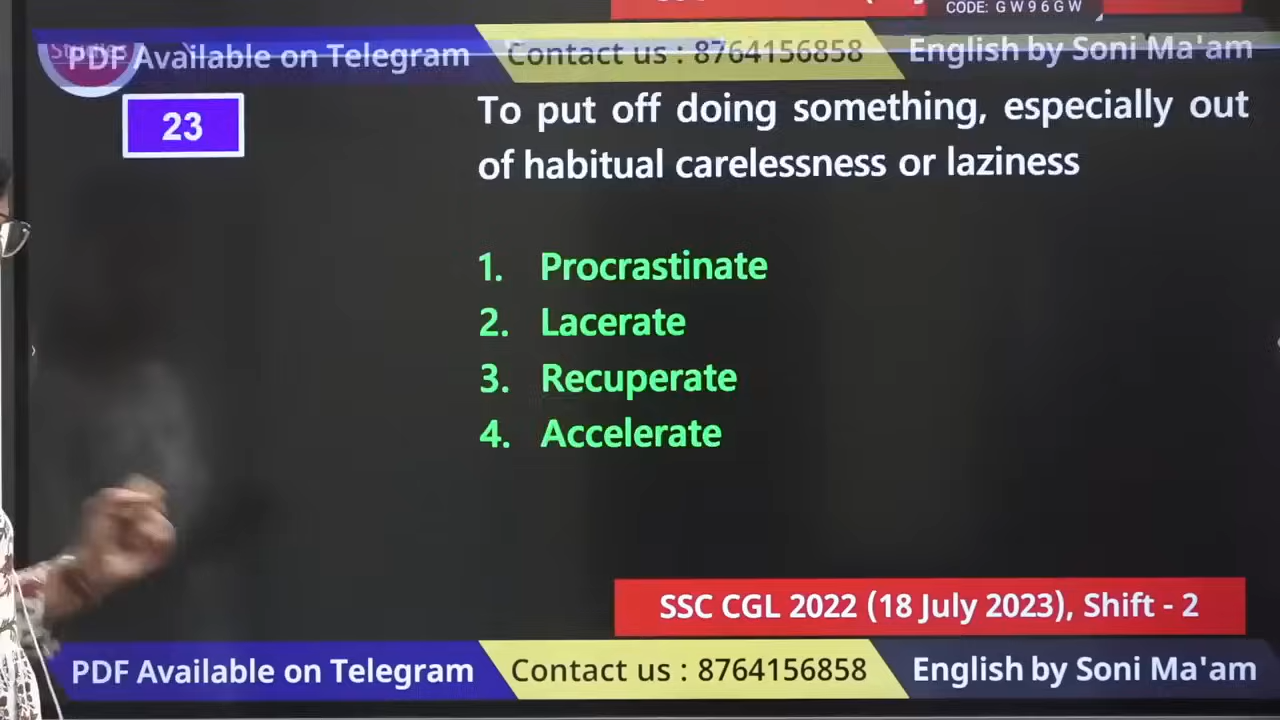 CODE: GW96GW
Studies
PDF Available on Telegram
Contact us : 8764156858
English by Soni Ma'am
23
To put off doing something, especially out
of habitual carelessness or laziness
1. Procrastinate
2. Lacerate
3. Recuperate
4. Accelerate
SSC CGL 2022 (18 July 2023), Shift - 2
PDF Available on Telegram
Contact us : 8764156858
English by Soni Ma'am